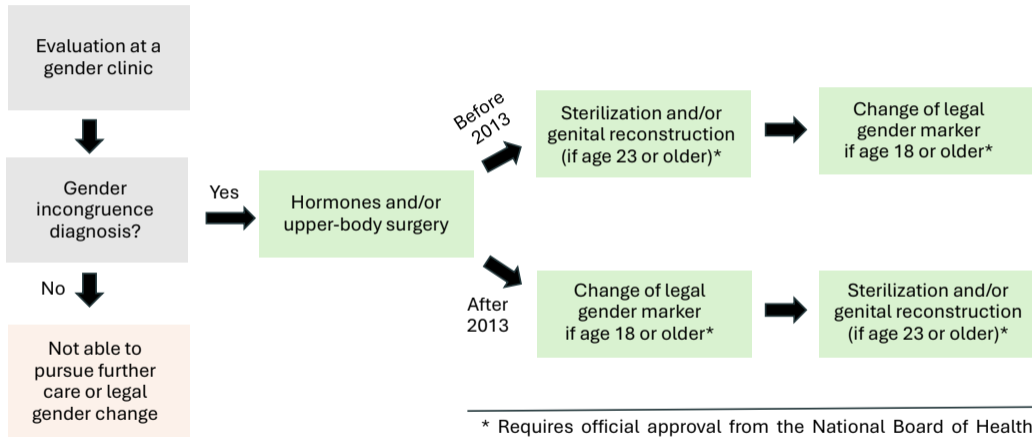 Evaluation at a
gender clinic
Gender
incongruence
diagnosis?
Yes
No
Not able to
pursue further
care or legal
gender change
Hormones and/or
upper-body surgery
Before
2013
Sterilization and/or
genital reconstruction
(if age 23 or older)*
Change of legal
gender marker
if age 18 or older*
After
2013
Change of legal
gender marker
if age 18 or older*
Sterilization and/or
genital reconstruction
(if age 23 or older)*
* Requires official approval from the National Board of Health